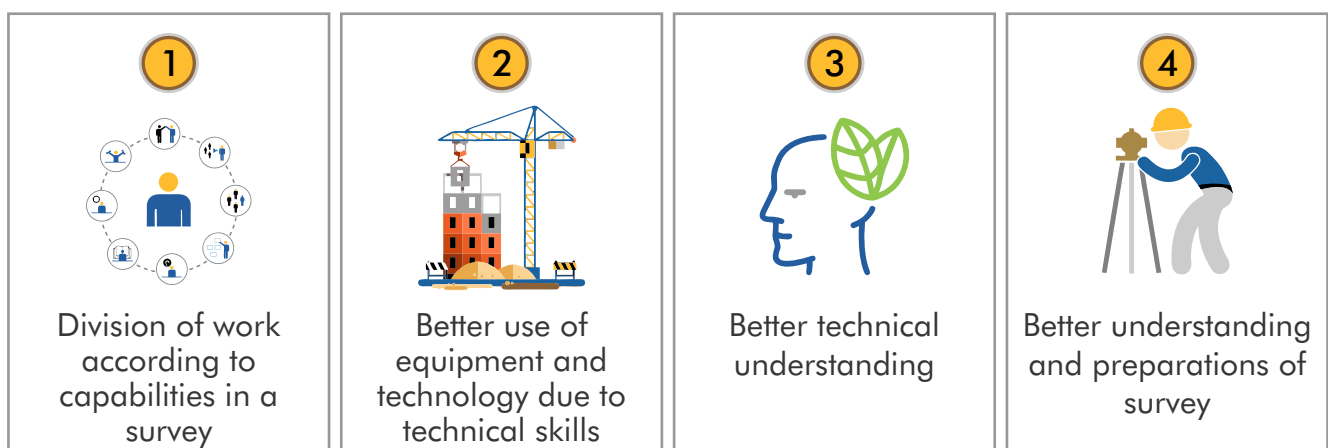 1
Division of work
according to
capabilities in a
survey
2
Better use of
equipment and
technology due to
technical skills
3
Better technical
understanding
4
Better understanding
and preparations of
survey